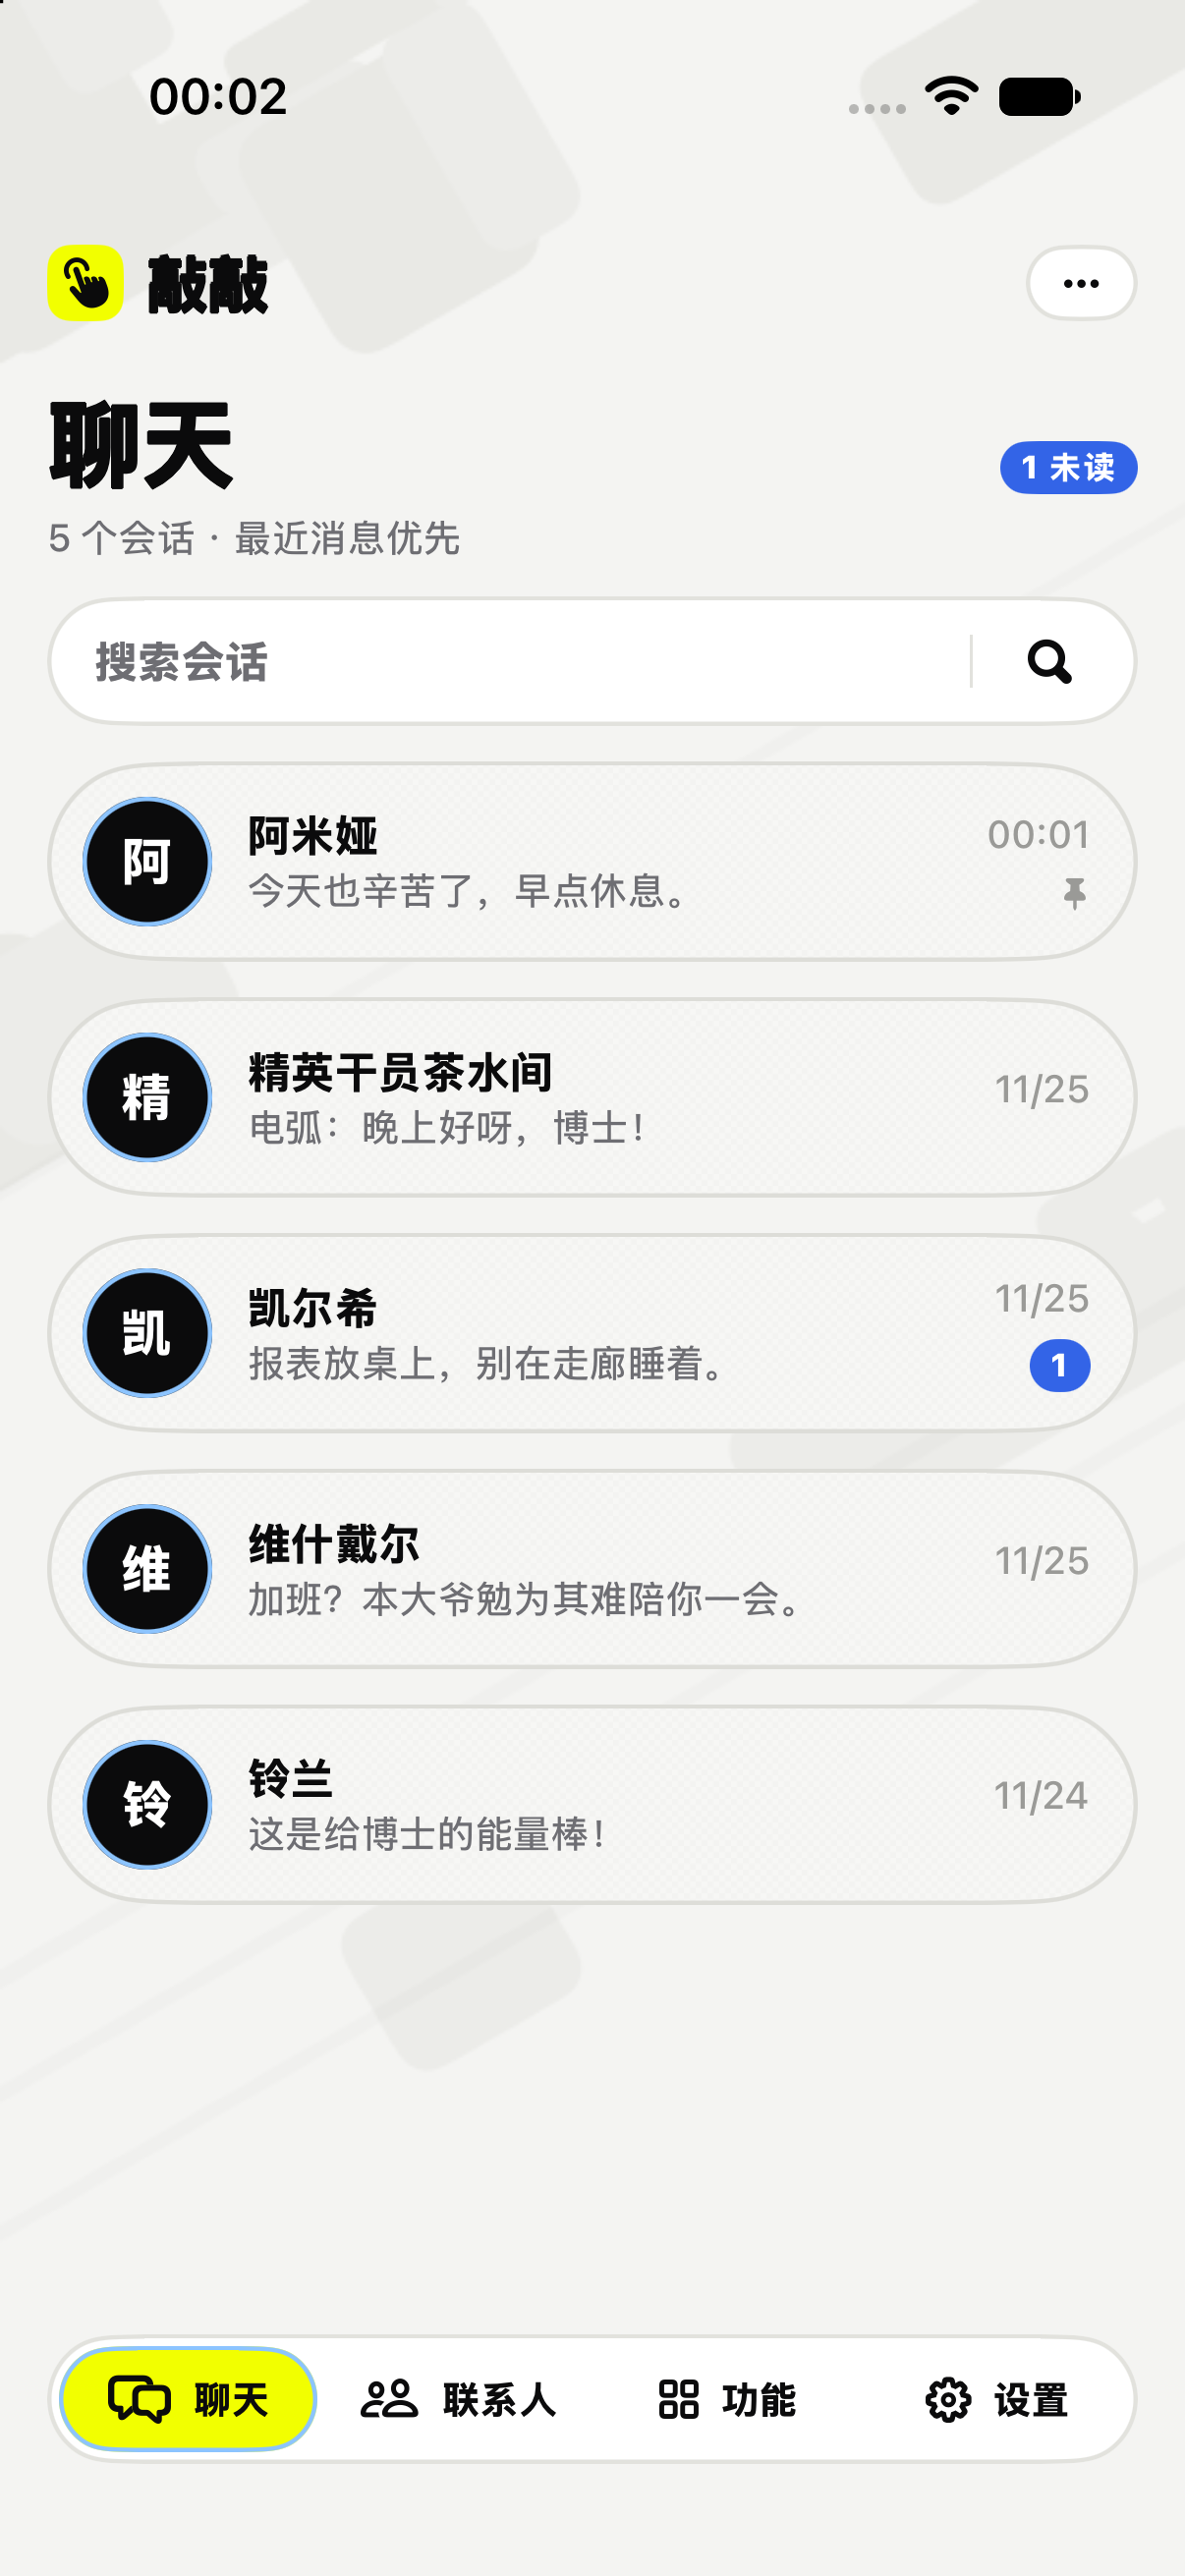 00:02
敲敲
聊天
1 未读
5 个会话 · 最近消息优先
搜索会话
阿
阿米娅
00:01
今天也辛苦了，早点休息。
精
精英干员茶水间
11/25
电弧：晚上好呀，博士！
凯
凯尔希
11/25
报表放桌上，别在走廊睡着。
1
维
维什戴尔
11/25
加班？本大爷勉为其难陪你一会。
铃
铃兰
11/24
这是给博士的能量棒！
聊天 联系人 功能 设置